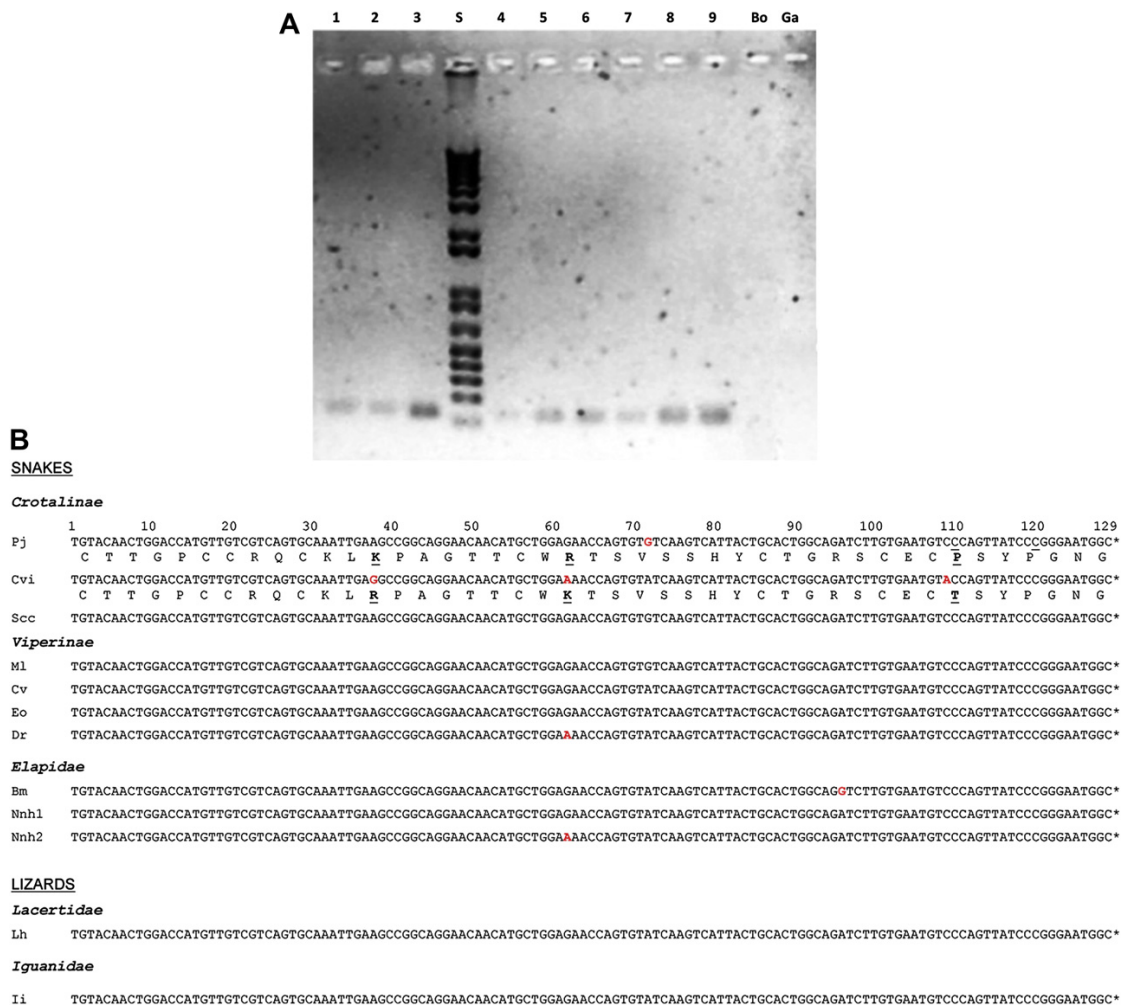 A
1 2 3 S 4 5 6 7 8 9 Bo Ga
B
SNAKES
Crotalinae
1 10 20 30 40 50 60 70 80 90 100 110 120 129
Pj TGTACAACTGGACCATGTTGTCGTCAGTGCAAATTGAAGCCGGCAGGAACAACATGCTGGAGAACCAGTGTGTCAAGTCATTACTGCACTGGCAGATCTTGTGAATGTCCCAGTTATCCCGGGAATGGC*
C T T G P C C R Q C K L K P A G T T C W R T S V S S H Y C T G R S C E C P S Y P G N G
Cvi TGTACAACTGGACCATGTTGTCGTCAGTGCAAATTGAGGCCGGCAGGAACAACATGCTGGAAAACCAGTGTATCAAGTCATTACTGCACTGGCAGATCTTGTGAATGTACCAGTTATCCCGGGAATGGC*
C T T G P C C R Q C K L R P A G T T C W K T S V S S H Y C T G R S C E C T S Y P G N G
Scc TGTACAACTGGACCATGTTGTCGTCAGTGCAAATTGAAGCCGGCAGGAACAACATGCTGGAGAACCAGTGTATCAAGTCATTACTGCACTGGCAGATCTTGTGAATGTCCCAGTTATCCCGGGAATGGC*
Viperinae
Ml TGTACAACTGGACCATGTTGTCGTCAGTGCAAATTGAAGCCGGCAGGAACAACATGCTGGAGAACCAGTGTGTCAAGTCATTACTGCACTGGCAGATCTTGTGAATGTCCCAGTTATCCCGGGAATGGC*
Cv TGTACAACTGGACCATGTTGTCGTCAGTGCAAATTGAAGCCGGCAGGAACAACATGCTGGAGAACCAGTGTATCAAGTCATTACTGCACTGGCAGATCTTGTGAATGTCCCAGTTATCCCGGGAATGGC*
Eo TGTACAACTGGACCATGTTGTCGTCAGTGCAAATTGAAGCCGGCAGGAACAACATGCTGGAGAACCAGTGTATCAAGTCATTACTGCACTGGCAGATCTTGTGAATGTCCCAGTTATCCCGGGAATGGC*
Dr TGTACAACTGGACCATGTTGTCGTCAGTGCAAATTGAAGCCGGCAGGAACAACATGCTGGAAAACCAGTGTATCAAGTCATTACTGCACTGGCAGATCTTGTGAATGTCCCAGTTATCCCGGGAATGGC*
Elapidae
Bm TGTACAACTGGACCATGTTGTCGTCAGTGCAAATTGAAGCCGGCAGGAACAACATGCTGGAGAACCAGTGTATCAAGTCATTACTGCACTGGCAGGTCTTGTGAATGTCCCAGTTATCCCGGGAATGGC*
Nnh1 TGTACAACTGGACCATGTTGTCGTCAGTGCAAATTGAAGCCGGCAGGAACAACATGCTGGAGAACCAGTGTATCAAGTCATTACTGCACTGGCAGATCTTGTGAATGTCCCAGTTATCCCGGGAATGGC*
Nnh2 TGTACAACTGGACCATGTTGTCGTCAGTGCAAATTGAAGCCGGCAGGAACAACATGCTGGAAAACCAGTGTATCAAGTCATTACTGCACTGGCAGATCTTGTGAATGTCCCAGTTATCCCGGGAATGGC*
LIZARDS
Lacertidae
Lh TGTACAACTGGACCATGTTGTCGTCAGTGCAAATTGAAGCCGGCAGGAACAACATGCTGGAGAACCAGTGTATCAAGTCATTACTGCACTGGCAGATCTTGTGAATGTCCCAGTTATCCCGGGAATGGC*
Iguanidae
Ii TGTACAACTGGACCATGTTGTCGTCAGTGCAAATTGAAGCCGGCAGGAACAACATGCTGGAGAACCAGTGTATCAAGTCATTACTGCACTGGCAGATCTTGTGAATGTCCCAGTTATCCCGGGAATGGC*